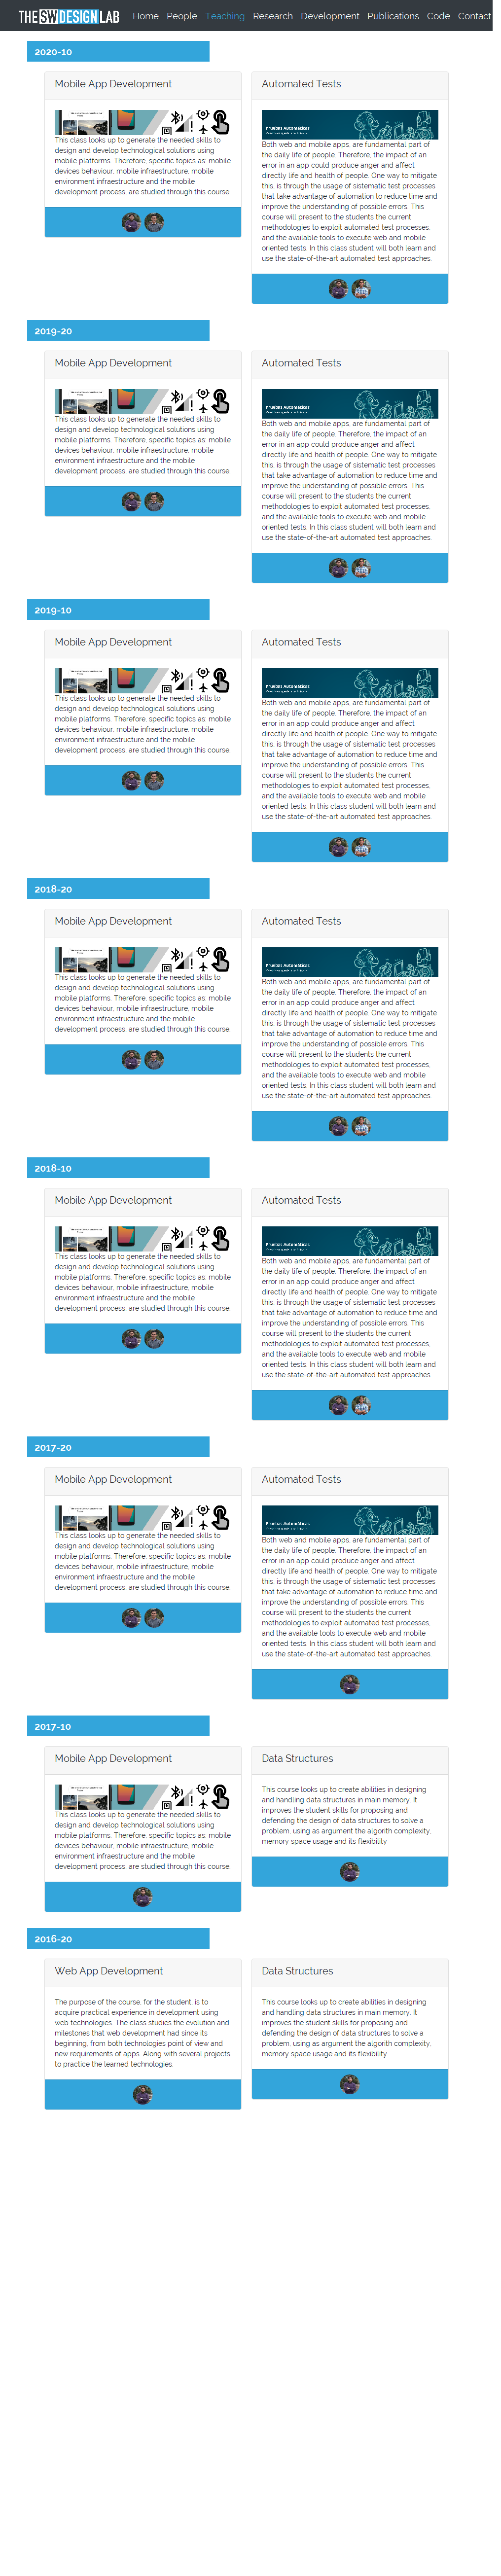 THESWDESIGNLAB Home People Teaching Research Development Publications Code Contact
2020-10
Mobile App Development
This class looks up to generate the needed skills to
design and develop technological solutions using
mobile platforms. Therefore, specific topics as: mobile
devices behaviour, mobile infraestructure, mobile
environment infraestructure and the mobile
development process, are studied through this course.
Automated Tests
Pruebas Automáticas
Both web and mobile apps, are fundamental part of
the daily life of people. Therefore, the impact of an
error in an app could produce anger and affect
directly life and health of people. One way to mitigate
this, is through the usage of sistematic test processes
that take advantage of automation to reduce time and
improve the understanding of possible errors. This
course will present to the students the current
methodologies to exploit automated test processes,
and the available tools to execute web and mobile
oriented tests. In this class student will both learn and
use the state-of-the-art automated test approaches.
2019-20
Mobile App Development
This class looks up to generate the needed skills to
design and develop technological solutions using
mobile platforms. Therefore, specific topics as: mobile
devices behaviour, mobile infraestructure, mobile
environment infraestructure and the mobile
development process, are studied through this course.
Automated Tests
Pruebas Automáticas
Both web and mobile apps, are fundamental part of
the daily life of people. Therefore, the impact of an
error in an app could produce anger and affect
directly life and health of people. One way to mitigate
this, is through the usage of sistematic test processes
that take advantage of automation to reduce time and
improve the understanding of possible errors. This
course will present to the students the current
methodologies to exploit automated test processes,
and the available tools to execute web and mobile
oriented tests. In this class student will both learn and
use the state-of-the-art automated test approaches.
2019-10
Mobile App Development
This class looks up to generate the needed skills to
design and develop technological solutions using
mobile platforms. Therefore, specific topics as: mobile
devices behaviour, mobile infraestructure, mobile
environment infraestructure and the mobile
development process, are studied through this course.
Automated Tests
Pruebas Automáticas
Both web and mobile apps, are fundamental part of
the daily life of people. Therefore, the impact of an
error in an app could produce anger and affect
directly life and health of people. One way to mitigate
this, is through the usage of sistematic test processes
that take advantage of automation to reduce time and
improve the understanding of possible errors. This
course will present to the students the current
methodologies to exploit automated test processes,
and the available tools to execute web and mobile
oriented tests. In this class student will both learn and
use the state-of-the-art automated test approaches.
2018-20
Mobile App Development
This class looks up to generate the needed skills to
design and develop technological solutions using
mobile platforms. Therefore, specific topics as: mobile
devices behaviour, mobile infraestructure, mobile
environment infraestructure and the mobile
development process, are studied through this course.
Automated Tests
Pruebas Automáticas
Both web and mobile apps, are fundamental part of
the daily life of people. Therefore, the impact of an
error in an app could produce anger and affect
directly life and health of people. One way to mitigate
this, is through the usage of sistematic test processes
that take advantage of automation to reduce time and
improve the understanding of possible errors. This
course will present to the students the current
methodologies to exploit automated test processes,
and the available tools to execute web and mobile
oriented tests. In this class student will both learn and
use the state-of-the-art automated test approaches.
2018-10
Mobile App Development
This class looks up to generate the needed skills to
design and develop technological solutions using
mobile platforms. Therefore, specific topics as: mobile
devices behaviour, mobile infraestructure, mobile
environment infraestructure and the mobile
development process, are studied through this course.
Automated Tests
Pruebas Automáticas
Both web and mobile apps, are fundamental part of
the daily life of people. Therefore, the impact of an
error in an app could produce anger and affect
directly life and health of people. One way to mitigate
this, is through the usage of sistematic test processes
that take advantage of automation to reduce time and
improve the understanding of possible errors. This
course will present to the students the current
methodologies to exploit automated test processes,
and the available tools to execute web and mobile
oriented tests. In this class student will both learn and
use the state-of-the-art automated test approaches.
2017-20
Mobile App Development
This class looks up to generate the needed skills to
design and develop technological solutions using
mobile platforms. Therefore, specific topics as: mobile
devices behaviour, mobile infraestructure, mobile
environment infraestructure and the mobile
development process, are studied through this course.
Automated Tests
Pruebas Automáticas
Both web and mobile apps, are fundamental part of
the daily life of people. Therefore, the impact of an
error in an app could produce anger and affect
directly life and health of people. One way to mitigate
this, is through the usage of sistematic test processes
that take advantage of automation to reduce time and
improve the understanding of possible errors. This
course will present to the students the current
methodologies to exploit automated test processes,
and the available tools to execute web and mobile
oriented tests. In this class student will both learn and
use the state-of-the-art automated test approaches.
2017-10
Mobile App Development
This class looks up to generate the needed skills to
design and develop technological solutions using
mobile platforms. Therefore, specific topics as: mobile
devices behaviour, mobile infraestructure, mobile
environment infraestructure and the mobile
development process, are studied through this course.
Data Structures
This course looks up to create abilities in designing
and handling data structures in main memory. It
improves the student skills for proposing and
defending the design of data structures to solve a
problem, using as argument the algorith complexity,
memory space usage and its flexibility
2016-20
Web App Development
The purpose of the course, for the student, is to
acquire practical experience in development using
web technologies. The class studies the evolution and
milestones that web development had since its
beginning, from both technologies point of view and
new requirements of apps. Along with several projects
to practice the learned technologies.
Data Structures
This course looks up to create abilities in designing
and handling data structures in main memory. It
improves the student skills for proposing and
defending the design of data structures to solve a
problem, using as argument the algorith complexity,
memory space usage and its flexibility